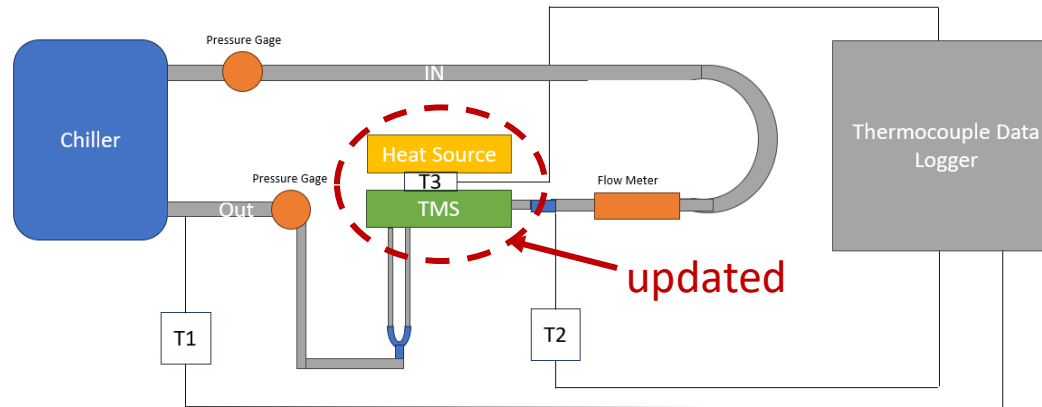 Pressure Gage
IN
Chiller
Heat Source
Thermocouple Data
Logger
T3
Pressure Gage
Flow Meter
Out
TMS
updated
T1
T2